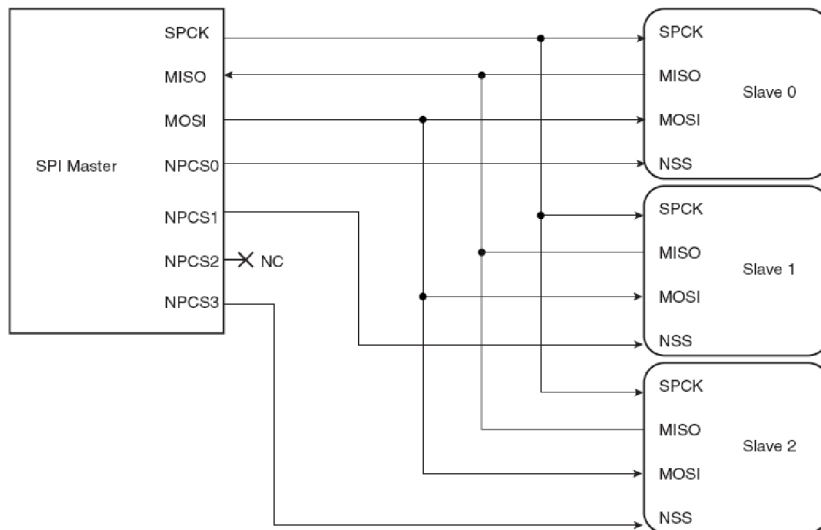 SPI Master
SPCK
MISO
MOSI
NPCS0
NPCS1
NPCS2
NC
NPCS3
SPCK
MISO
Slave 0
MOSI
NSS
SPCK
MISO
Slave 1
MOSI
NSS
SPCK
MISO
Slave 2
MOSI
NSS